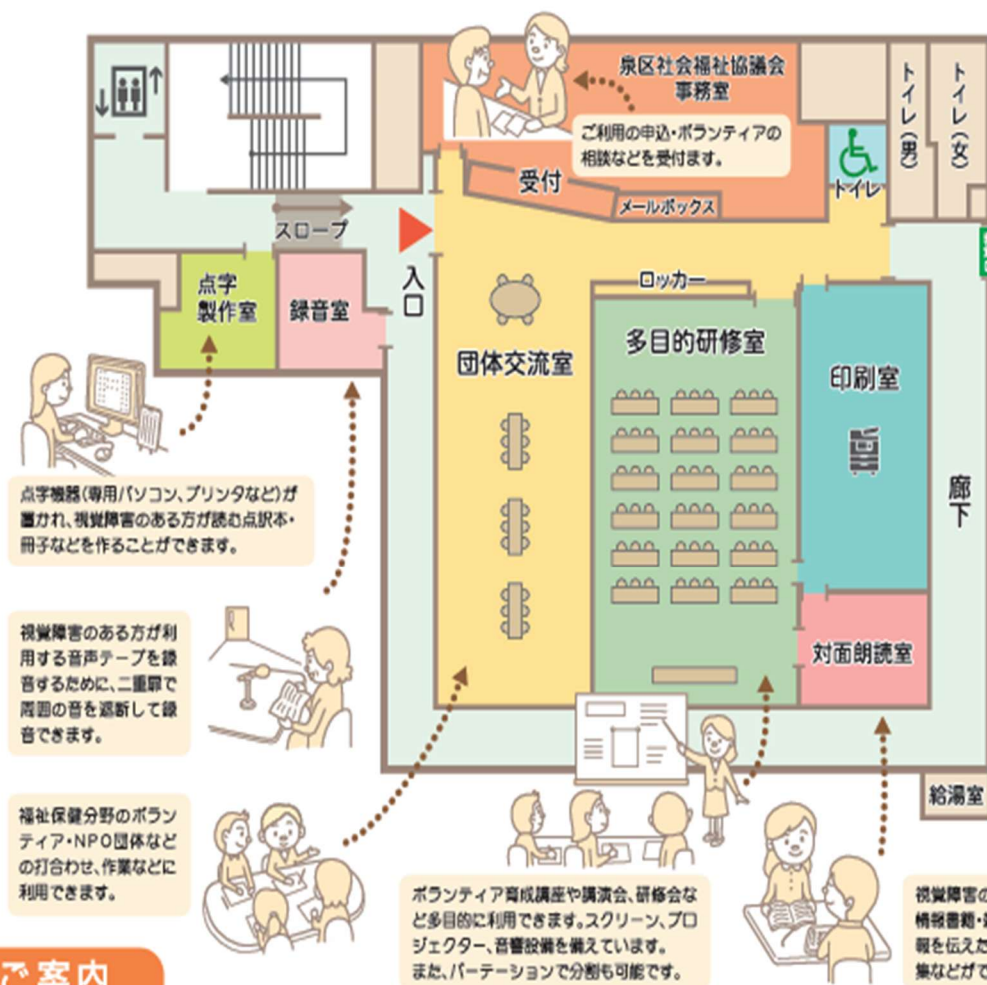 泉区社会福祉協議会
事務室
ご利用の申込・ボランティアの
相談などを受付ます。
トイレ(男)
トイレ(女)
トイレ
受付
メールボックス
スロープ
入口
ロッカー
点字
製作室
録音室
団体交流室
多目的研修室
印刷室
廊下
対面朗読室
給湯室
点字機器(専用パソコン、プリンタなど)が
置かれ、視覚障害のある方が読む点訳本・
冊子などを作ることができます。
視覚障害のある方が利
用する音声テープを録
音するために、二重扉で
周囲の音を遮断して録
音できます。
福祉保健分野のボラン
ティア・NPO団体など
の打合わせ、作業などに
利用できます。
ボランティア育成講座や講演会、研修会な
ど多目的に利用できます。スクリーン、プロ
ジェクター、音響設備を備えています。
また、パーテーションで分割も可能です。
視覚障害の
情報書籍・
報を伝えた
集などがで
ご案内